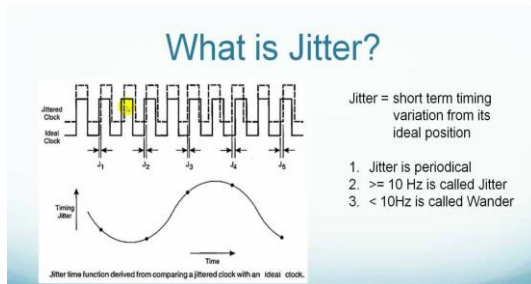 What is Jitter?
Jittered
Clock
Ideal
Clock
J1 J2 J3 J4 J5
Timing
Jitter
Time
Jitter time function derived from comparing a jittered clock with an ideal clock.
Jitter = short term timing
variation from its
ideal position
1. Jitter is periodical
2. >= 10 Hz is called Jitter
3. < 10Hz is called Wander